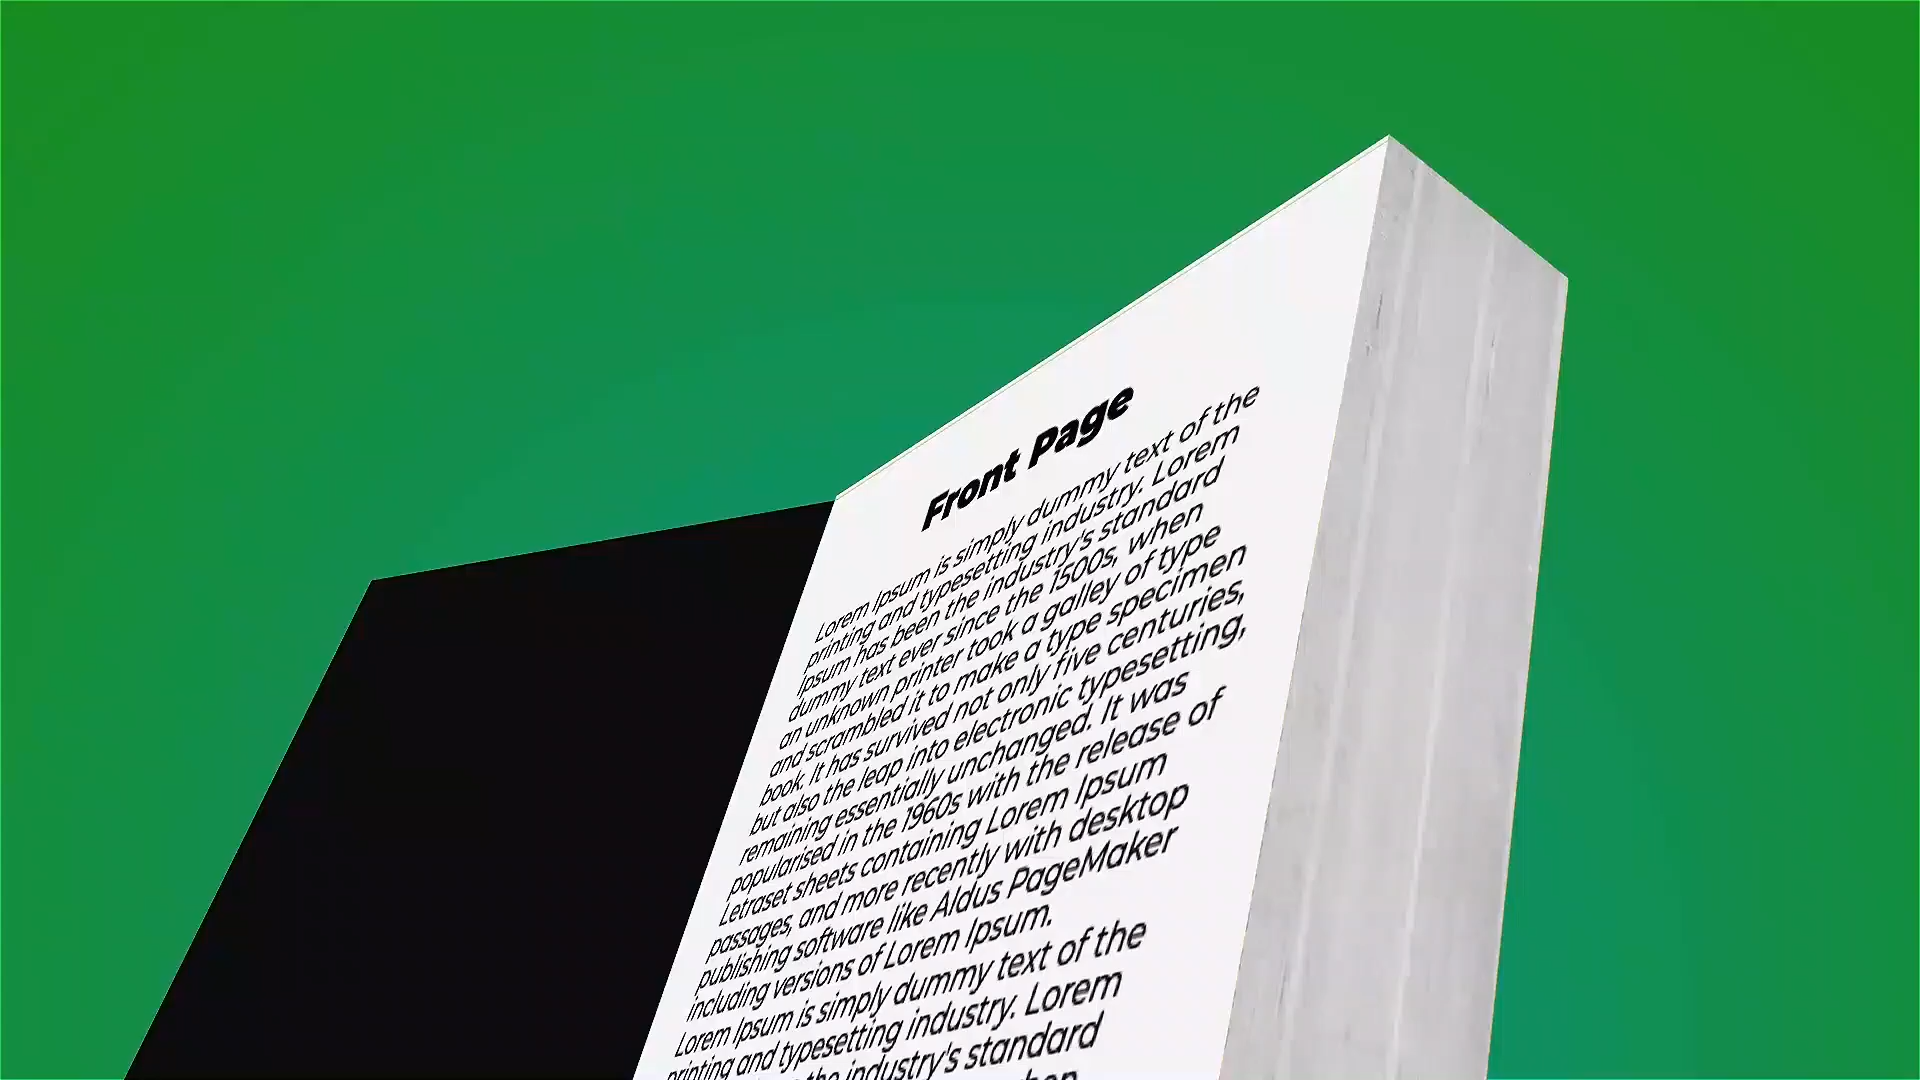 Front Page
Lorem Ipsum is simply dummy text of the
printing and typesetting industry. Lorem
Ipsum has been the industry's standard
dummy text ever since the 1500s, when
an unknown printer took a galley of type
and scrambled it to make a type specimen
book. It has survived not only five centuries,
but also the leap into electronic typesetting,
remaining essentially unchanged. It was
popularised in the 1960s with the release of
Letraset sheets containing Lorem Ipsum
passages, and more recently with desktop
publishing software like Aldus PageMaker
including versions of Lorem Ipsum.
Lorem Ipsum is simply dummy text of the
printing and typesetting industry. Lorem
the industry's standard